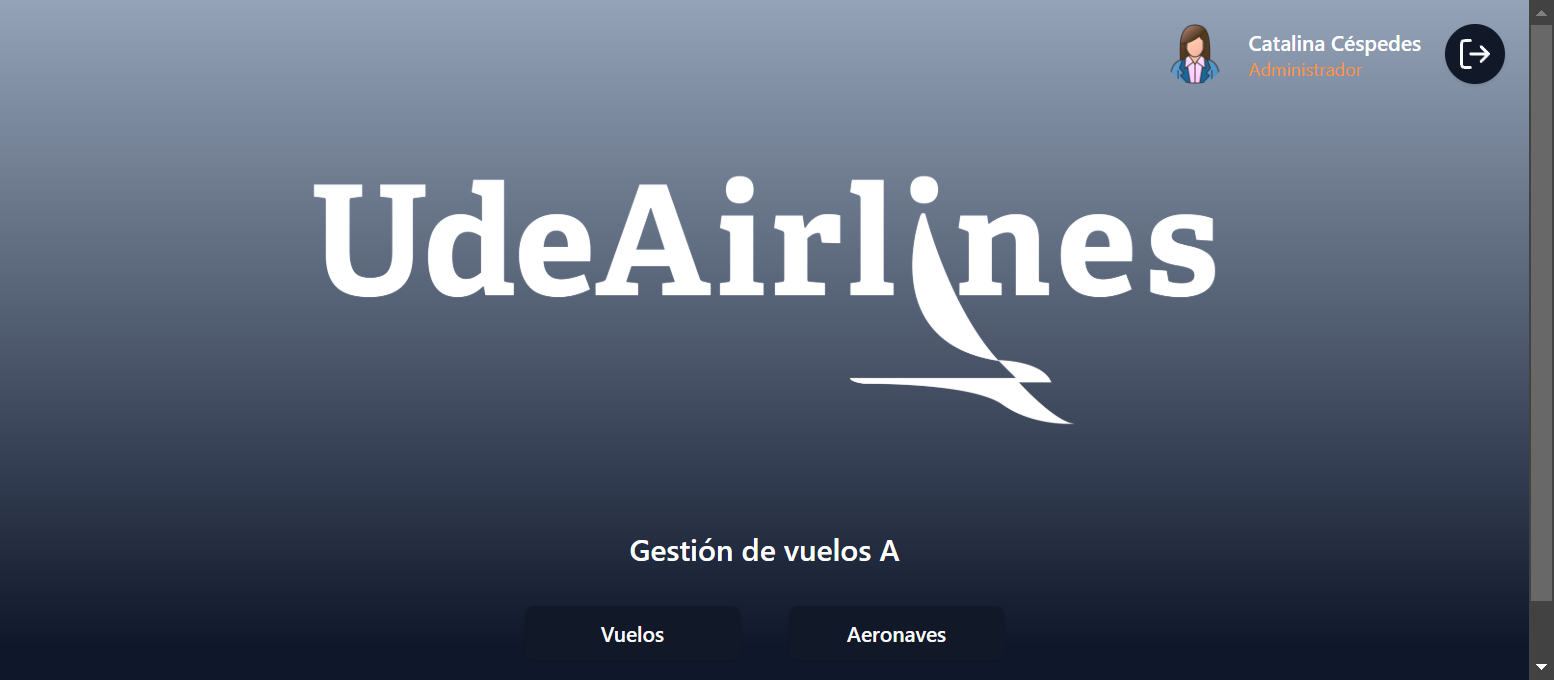 Catalina Céspedes
Administrador
UdeAirlines
Gestión de vuelos A
Vuelos
Aeronaves